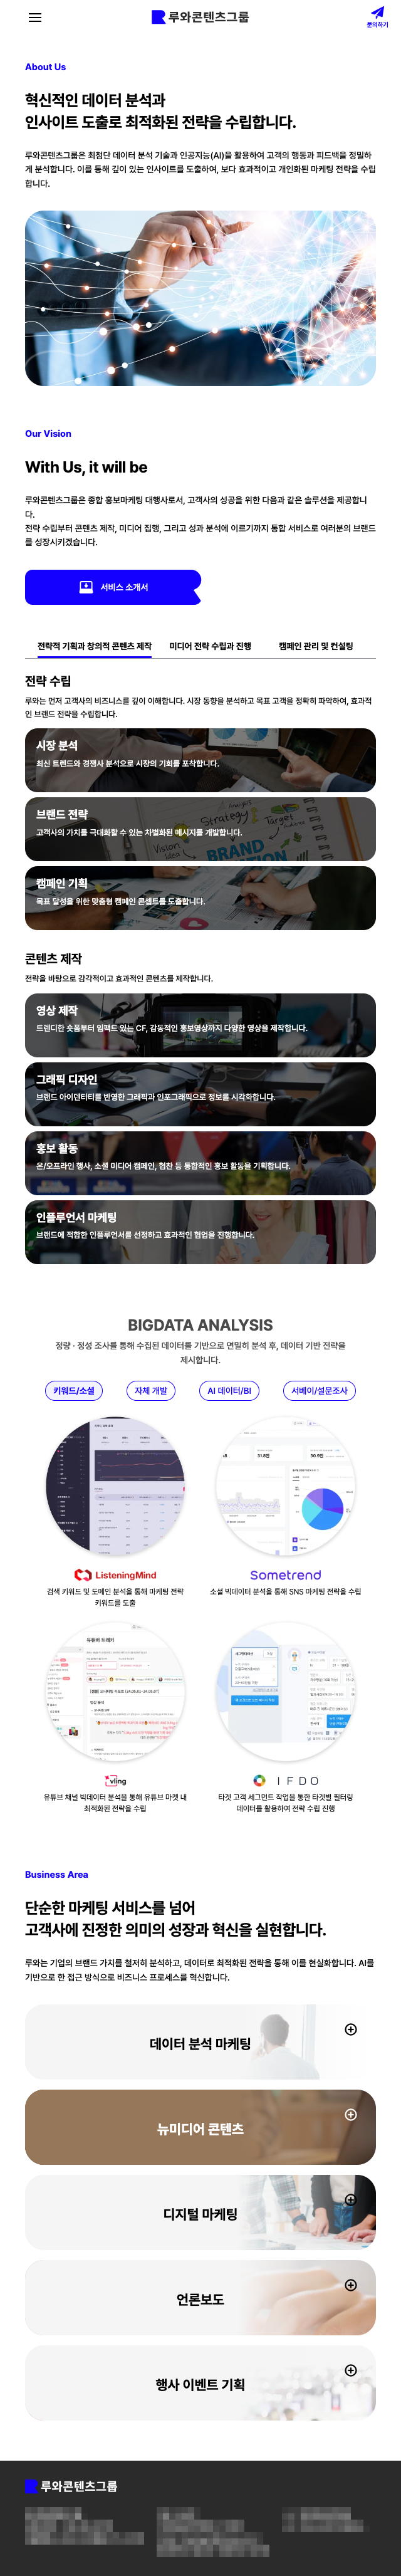 루와콘텐츠그룹
문의하기
About Us
혁신적인 데이터 분석과
인사이트 도출로 최적화된 전략을 수립합니다.
루와콘텐츠그룹은 최첨단 데이터 분석 기술과 인공지능(AI)을 활용하여 고객의 행동과 피드백을 정밀하
게 분석합니다. 이를 통해 깊이 있는 인사이트를 도출하여, 보다 효과적이고 개인화된 마케팅 전략을 수립
합니다.
Our Vision
With Us, it will be
루와콘텐츠그룹은 종합 홍보마케팅 대행사로서, 고객사의 성공을 위한 다음과 같은 솔루션을 제공합니
다.
전략 수립부터 콘텐츠 제작, 미디어 집행, 그리고 성과 분석에 이르기까지 통합 서비스로 여러분의 브랜드
를 성장시키겠습니다.
서비스 소개서
전략적 기획과 창의적 콘텐츠 제작 미디어 전략 수립과 진행 캠페인 관리 및 컨설팅
전략 수립
루와는 먼저 고객사의 비즈니스를 깊이 이해합니다. 시장 동향을 분석하고 목표 고객을 정확히 파악하여, 효과적
인 브랜드 전략을 수립합니다.
시장 분석
최신 트렌드와 경쟁사 분석으로 시장의 기회를 포착합니다.
브랜드 전략
고객사의 가치를 극대화할 수 있는 차별화된 메시지를 개발합니다.
캠페인 기획
목표 달성을 위한 맞춤형 캠페인 콘셉트를 도출합니다.
콘텐츠 제작
전략을 바탕으로 감각적이고 효과적인 콘텐츠를 제작합니다.
영상 제작
트렌디한 숏폼부터 임팩트 있는 CF, 감동적인 홍보영상까지 다양한 영상을 제작합니다.
그래픽 디자인
브랜드 아이덴티티를 반영한 그래픽과 인포그래픽으로 정보를 시각화합니다.
홍보 활동
온/오프라인 행사, 소셜 미디어 캠페인, 협찬 등 통합적인 홍보 활동을 기획합니다.
인플루언서 마케팅
브랜드에 적합한 인플루언서를 선정하고 효과적인 협업을 진행합니다.
BIGDATA ANALYSIS
정량 · 정성 조사를 통해 수집된 데이터를 기반으로 면밀히 분석 후, 데이터 기반 전략을
제시합니다.
키워드/소셜 자체 개발 AI 데이터/BI 서베이/설문조사
ListeningMind
검색 키워드 및 도메인 분석을 통해 마케팅 전략
키워드를 도출
Sometrend
소셜 빅데이터 분석을 통해 SNS 마케팅 전략을 수립
vling
유튜브 채널 빅데이터 분석을 통해 유튜브 마켓 내
최적화된 전략을 수립
IFDO
타겟 고객 세그먼트 작업을 통한 타겟별 필터링
데이터를 활용하여 전략 수립 진행
Business Area
단순한 마케팅 서비스를 넘어
고객사에 진정한 의미의 성장과 혁신을 실현합니다.
루와는 기업의 브랜드 가치를 철저히 분석하고, 데이터로 최적화된 전략을 통해 이를 현실화합니다. AI를
기반으로 한 접근 방식으로 비즈니스 프로세스를 혁신합니다.
데이터 분석 마케팅
뉴미디어 콘텐츠
디지털 마케팅
언론보도
행사 이벤트 기획
루와콘텐츠그룹